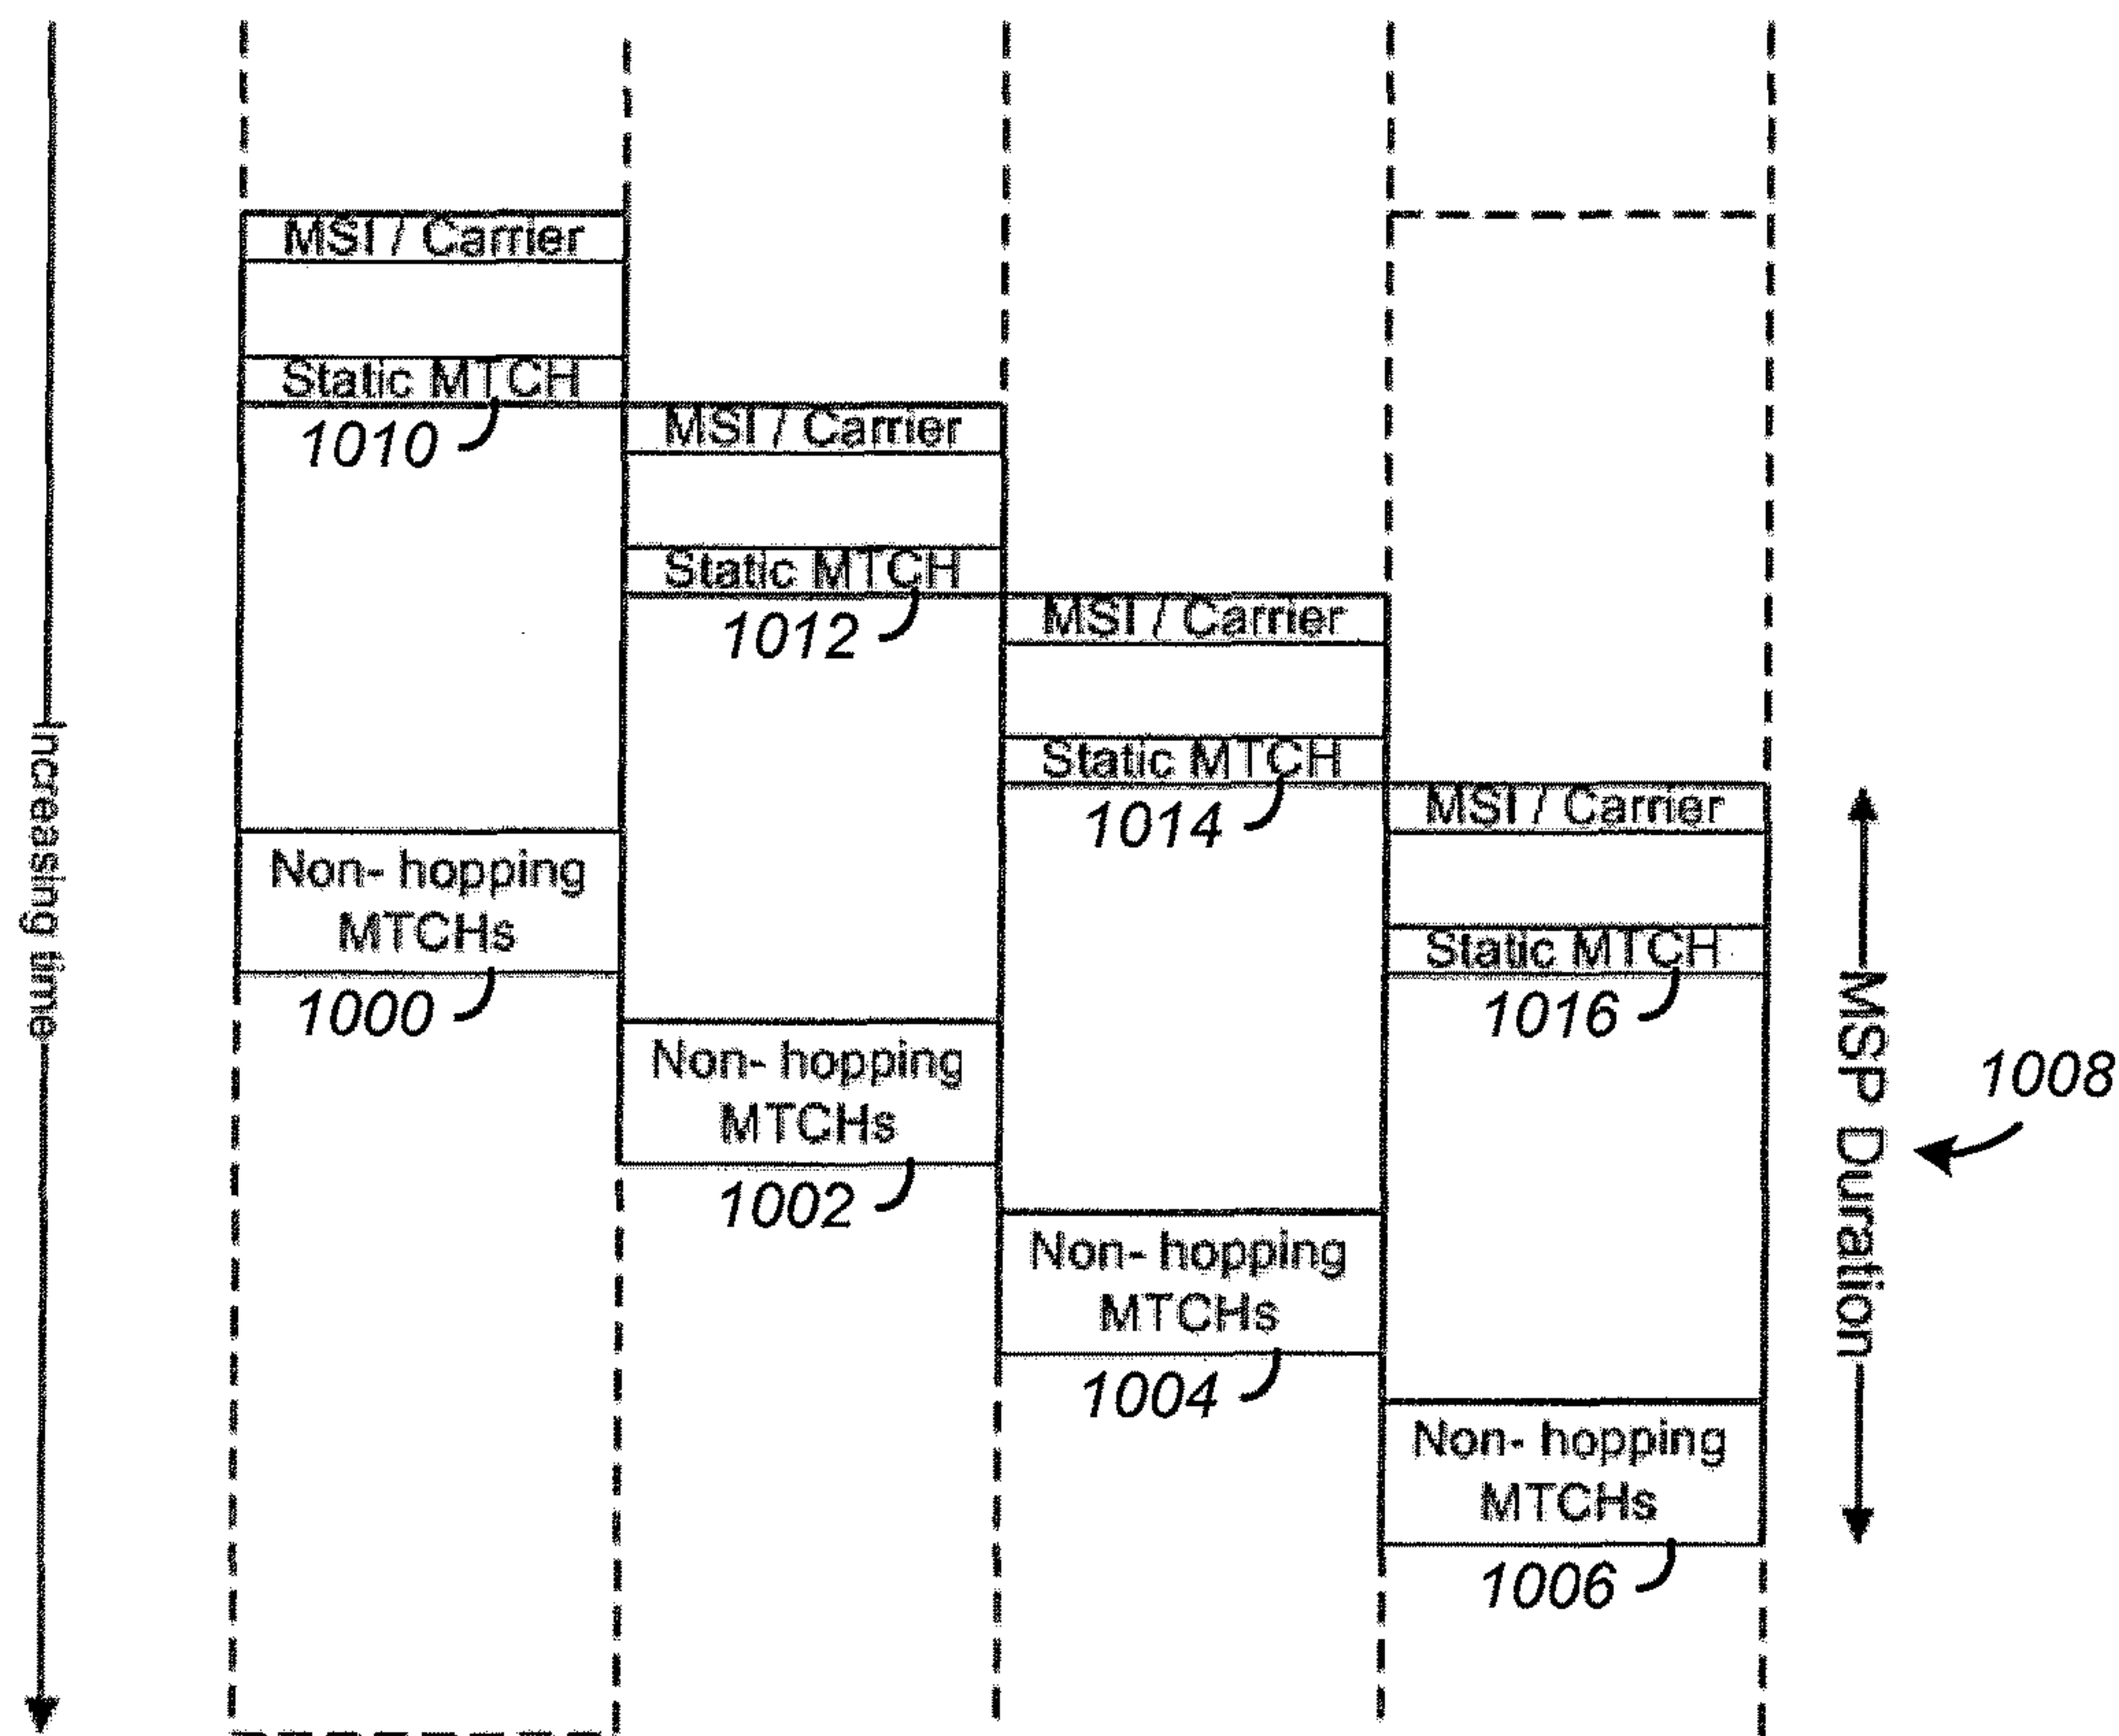 MSI / Carrier
Static MTCH
1010
MSI / Carrier
Static MTCH
1012
MSI / Carrier
Static MTCH
1014
MSI / Carrier
Static MTCH
1016
Non- hopping
MTCHs
1000
Non- hopping
MTCHs
1002
Non- hopping
MTCHs
1004
Non- hopping
MTCHs
1006
Increasing time
MSP Duration
1008